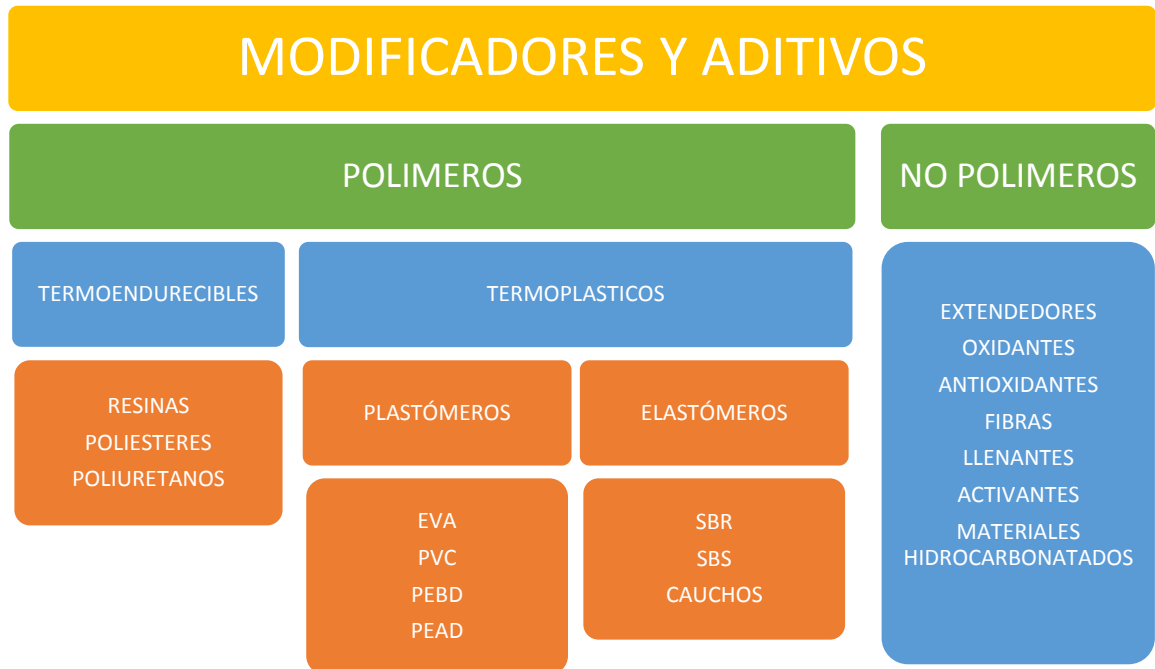 MODIFICADORES Y ADITIVOS
POLIMEROS
NO POLIMEROS
TERMOENDURECIBLES
TERMOPLASTICOS
RESINAS
POLIESTERES
POLIURETANOS
PLASTÓMEROS
ELASTÓMEROS
EVA
PVC
PEBD
PEAD
SBR
SBS
CAUCHOS
EXTENDEDORES
OXIDANTES
ANTIOXIDANTES
FIBRAS
LLENANTES
ACTIVANTES
MATERIALES
HIDROCARBONATADOS